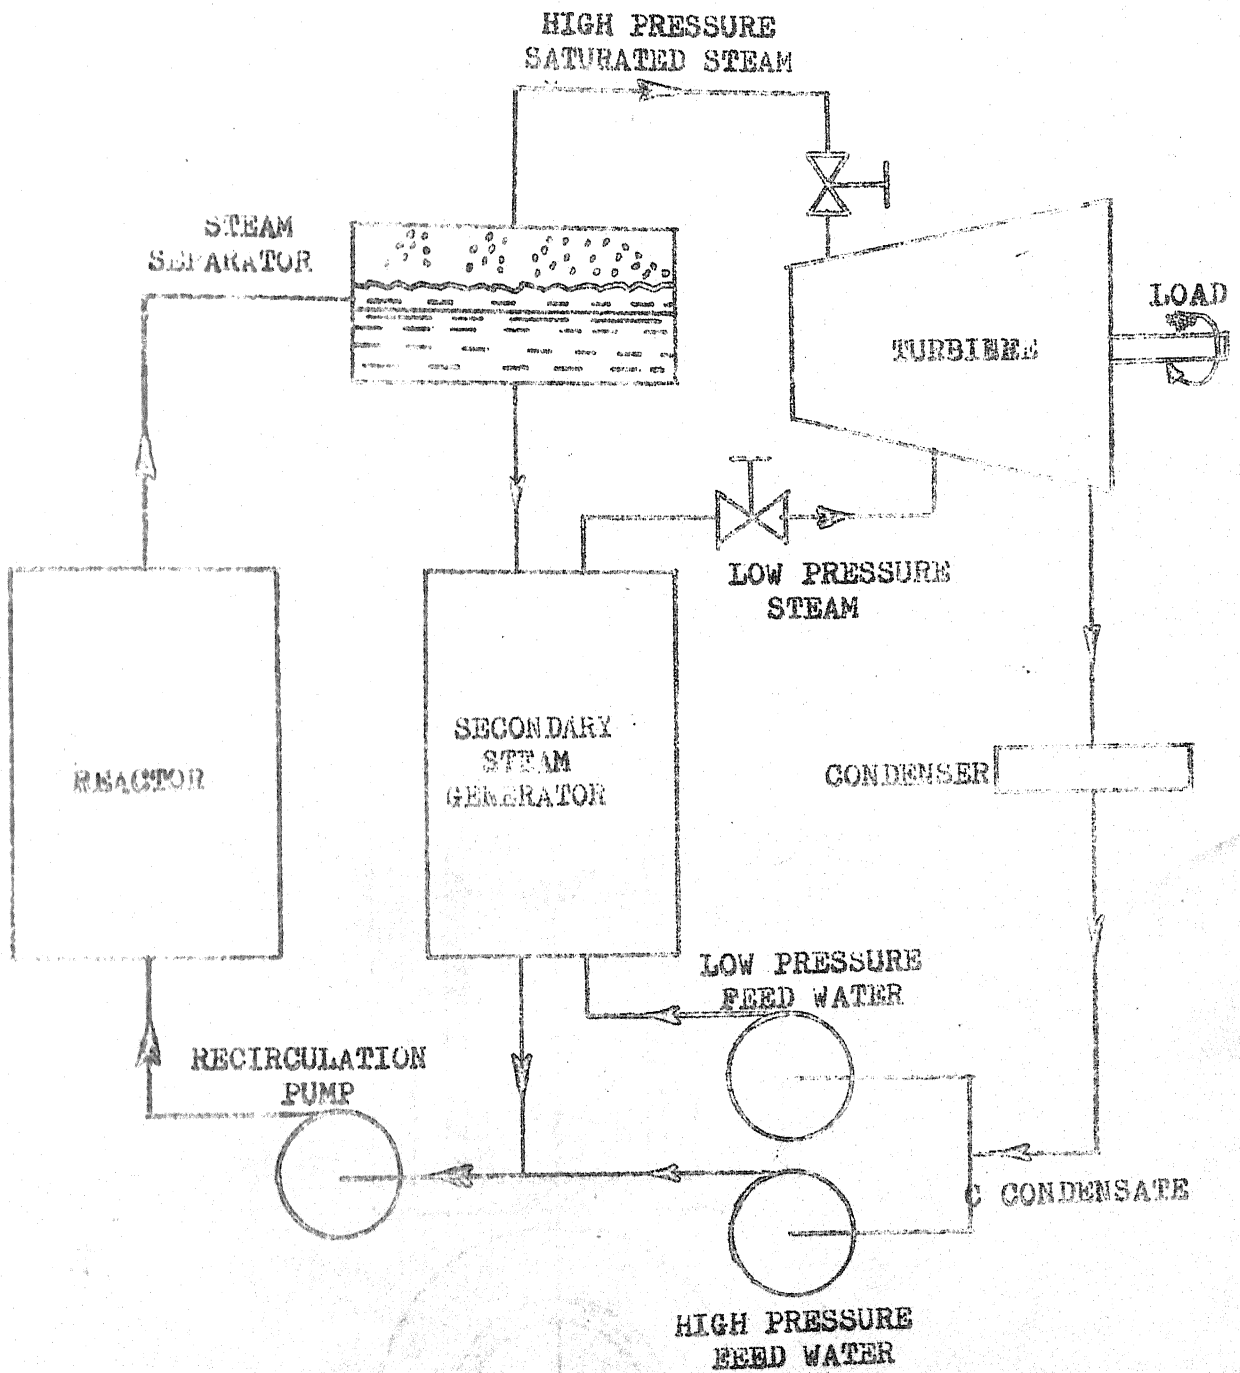 HIGH PRESSURE
SATURATED STEAM
STEAM
SEPARATOR
LOAD
TURBINEE
LOW PRESSURE
STEAM
SECONDARY
STEAM
GENERATOR
REACTOR
CONDENSER
LOW PRESSURE
FEED WATER
RECIRCULATION
PUMP
C CONDENSATE
HIGH PRESSURE
FEED WATER